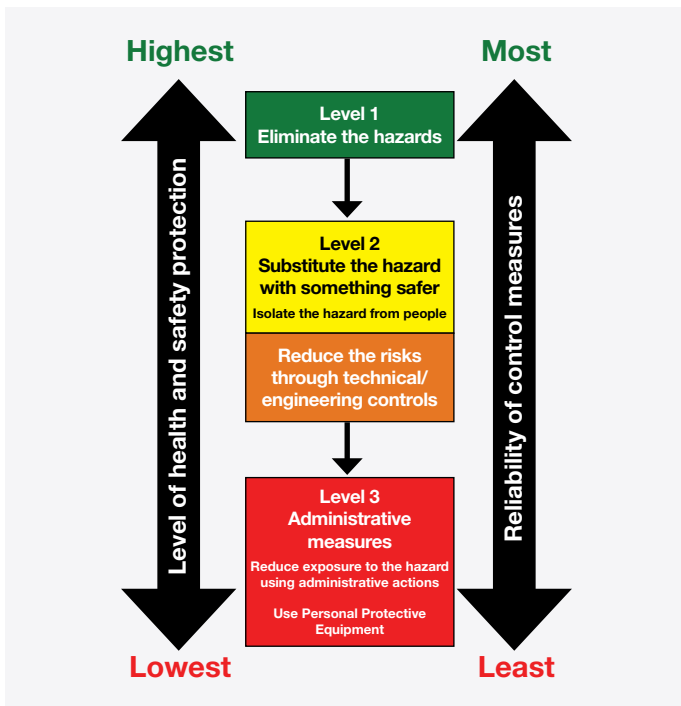 Highest
Most
Level 1
Eliminate the hazards
Level of health and safety protection
Reliability of control measures
Level 2
Substitute the hazard
with something safer
Isolate the hazard from people
Reduce the risks
through technical/
engineering controls
Level 3
Administrative
measures
Reduce exposure to the hazard
using administrative actions
Use Personal Protective
Equipment
Lowest
Least